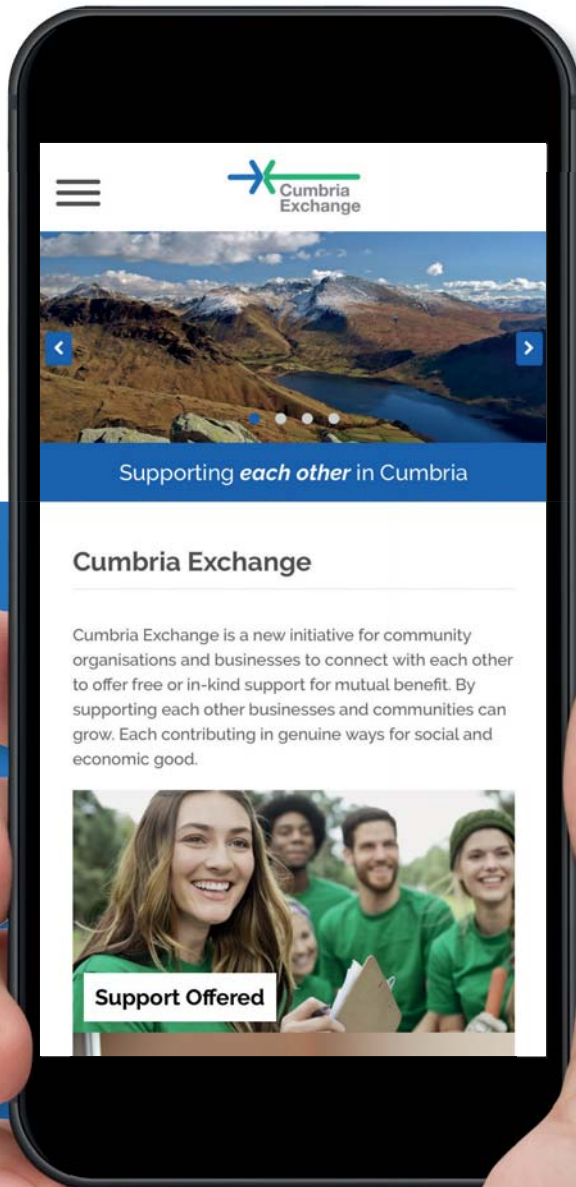 Cumbria
Exchange
Supporting each other in Cumbria
Cumbria Exchange
Cumbria Exchange is a new initiative for community
organisations and businesses to connect with each other
to offer free or in-kind support for mutual benefit. By
supporting each other businesses and communities can
grow. Each contributing in genuine ways for social and
economic good.
Support Offered